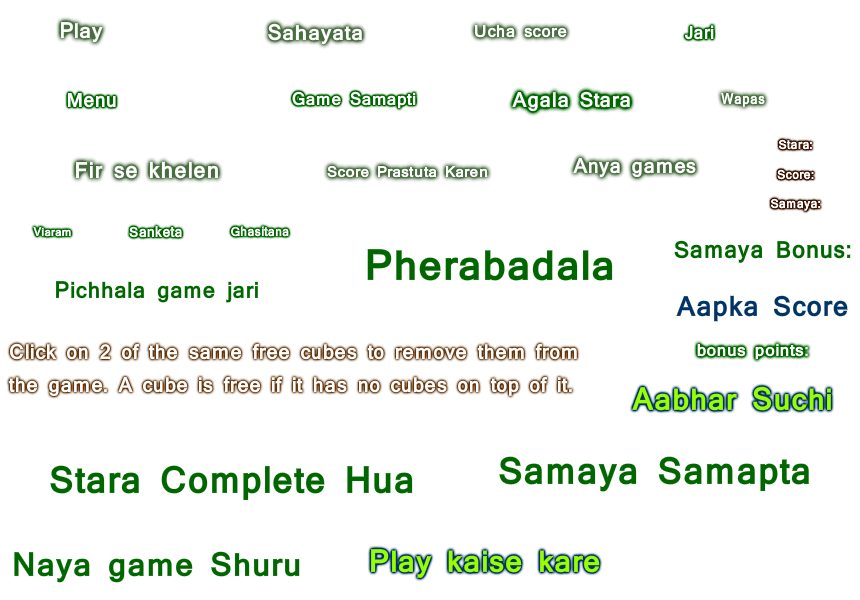 Play
Sahayata
Ucha score
Jari
Menu
Game Samapti
Agala Stara
Wapas
Fir se khelen
Score Prastuta Karen
Anya games
Stara:
Score:
Samaya:
Viaram
Sanketa
Ghasitana
Pherabadala
Samaya Bonus:
Pichhala game jari
Aapka Score
Click on 2 of the same free cubes to remove them from
the game. A cube is free if it has no cubes on top of it.
bonus points:
Aabhar Suchi
Stara Complete Hua
Samaya Samapta
Naya game Shuru
Play kaise kare